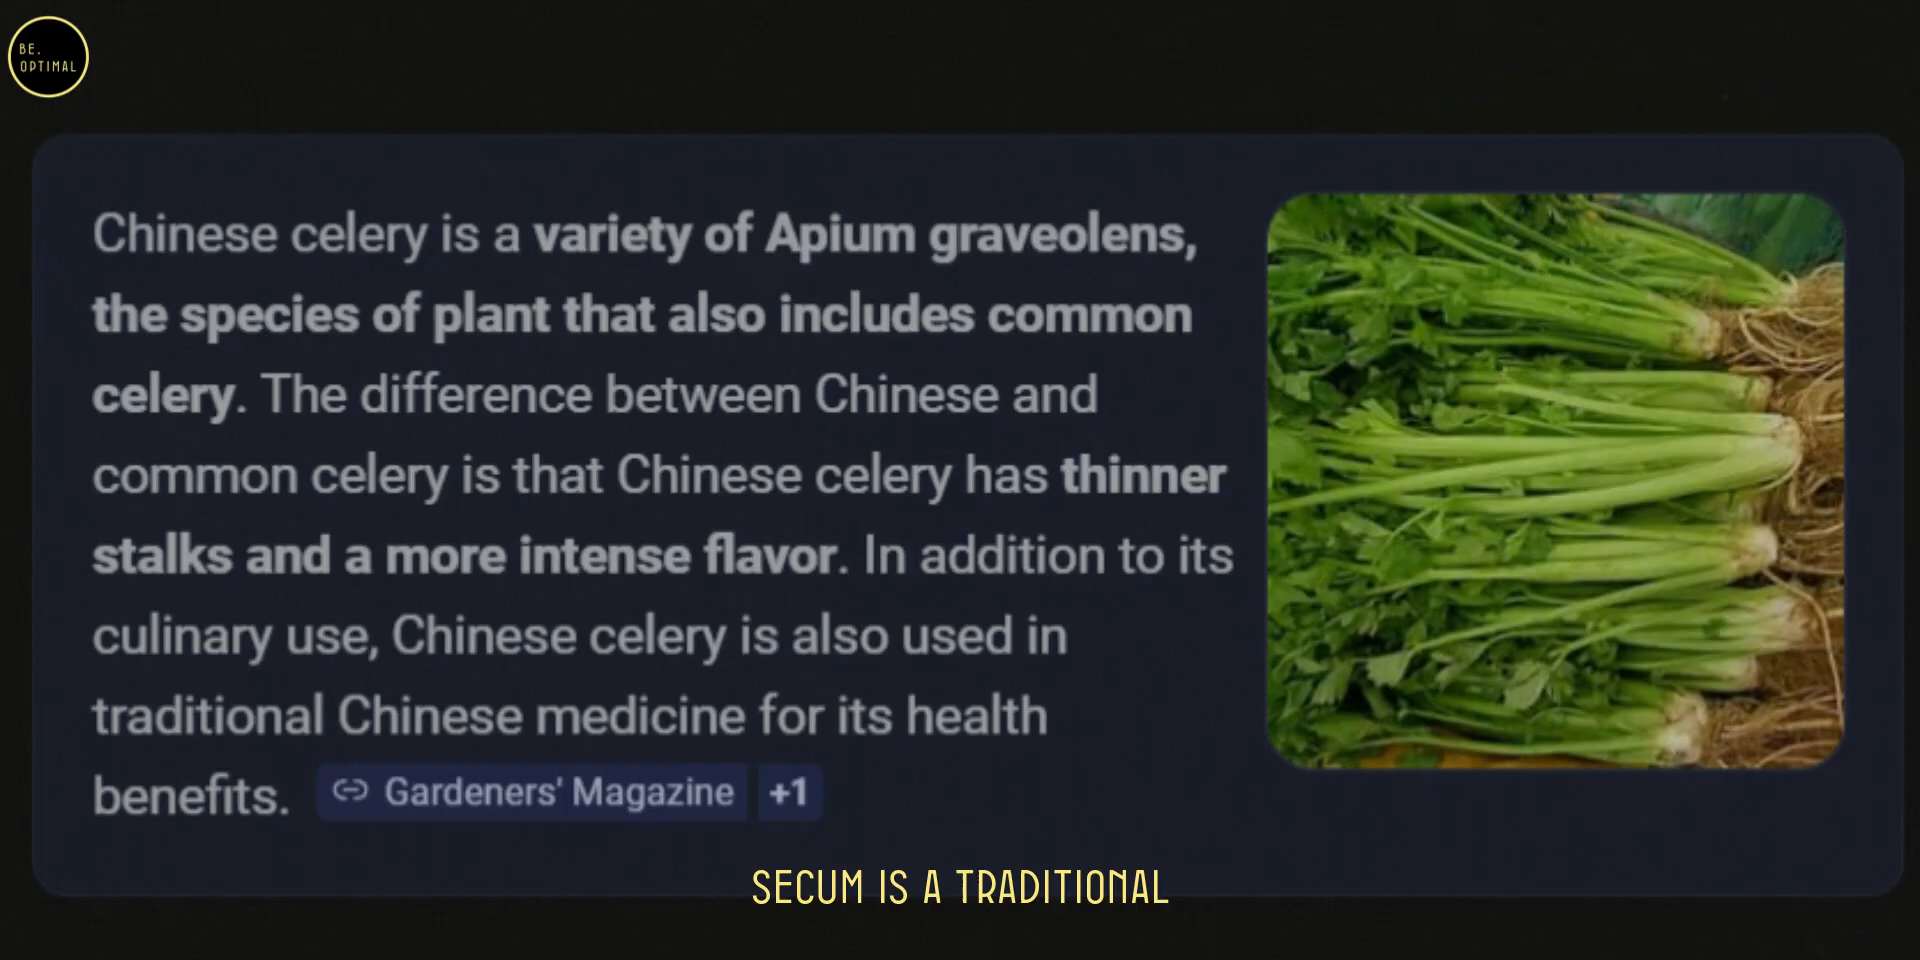 BE.
OPTIMAL
Chinese celery is a variety of Apium graveolens,
the species of plant that also includes common
celery. The difference between Chinese and
common celery is that Chinese celery has thinner
stalks and a more intense flavor. In addition to its
culinary use, Chinese celery is also used in
traditional Chinese medicine for its health
benefits. Gardeners' Magazine +1
SECUM IS A TRADITIONAL